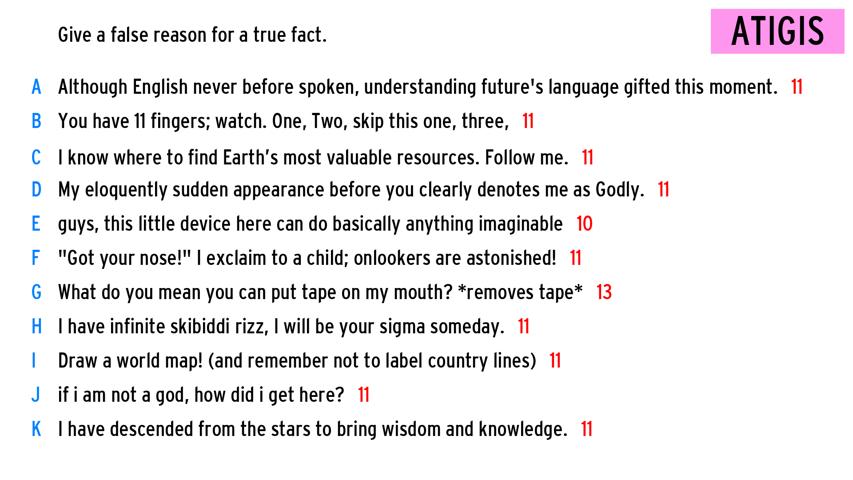 Give a false reason for a true fact.
ATIGIS
A Although English never before spoken, understanding future's language gifted this moment. 11
B You have 11 fingers; watch. One, Two, skip this one, three, 11
C I know where to find Earth's most valuable resources. Follow me. 11
D My eloquently sudden appearance before you clearly denotes me as Godly. 11
E guys, this little device here can do basically anything imaginable 10
F "Got your nose!" I exclaim to a child; onlookers are astonished! 11
G What do you mean you can put tape on my mouth? *removes tape* 13
H I have infinite skibiddi rizz, I will be your sigma someday. 11
I Draw a world map! (and remember not to label country lines) 11
J if i am not a god, how did i get here? 11
K I have descended from the stars to bring wisdom and knowledge. 11